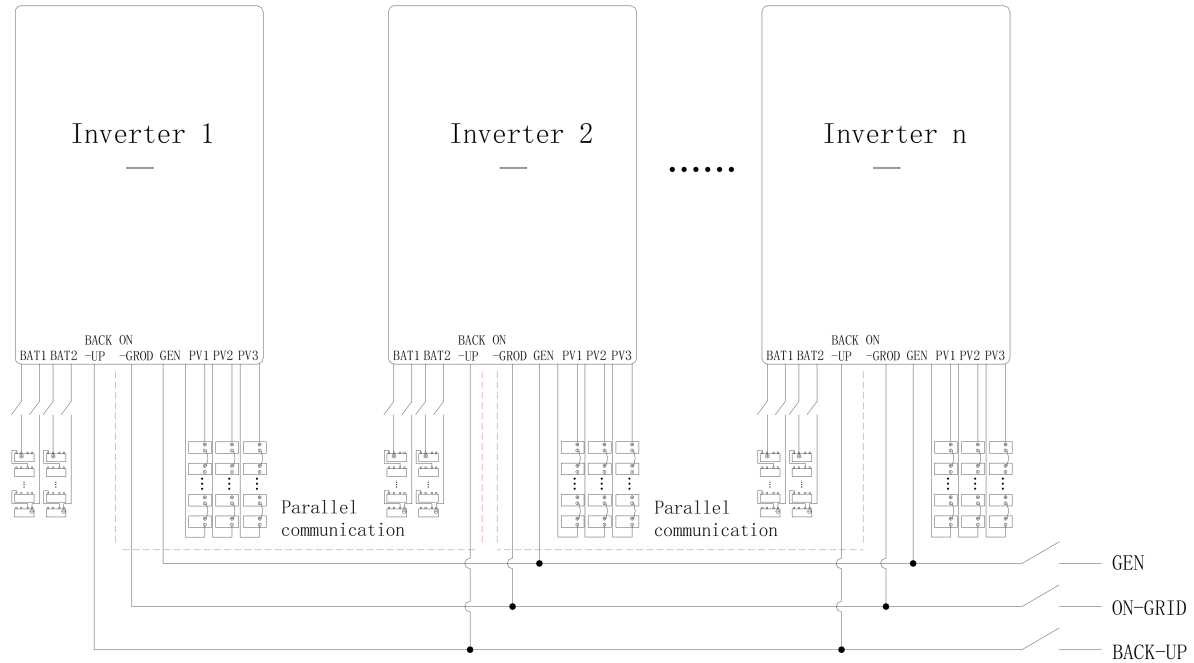 Inverter 1
Inverter 2
Inverter n
BACK ON
BAT1 BAT2 -UP -GROD GEN PV1 PV2 PV3
BACK ON
BAT1 BAT2 -UP -GROD GEN PV1 PV2 PV3
BACK ON
BAT1 BAT2 -UP -GROD GEN PV1 PV2 PV3
Parallel
communication
Parallel
communication
GEN
ON-GRID
BACK-UP